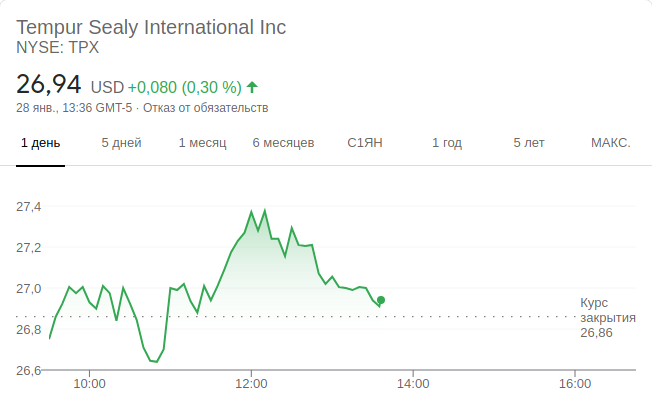 Tempur Sealy International Inc
NYSE: TPX
26,94 USD +0,080 (0,30 %)
28 янв., 13:36 GMT-5 · Отказ от обязательств
1 день 5 дней 1 месяц 6 месяцев С1ЯН 1 год 5 лет МАКС.
27,4
27,2
27,0
26,8
26,6
Курс
закрытия
26,86
10:00 12:00 14:00 16:00